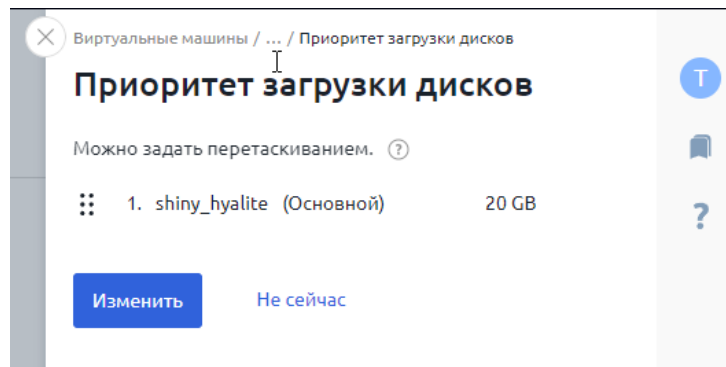 Виртуальные машины / ... / Приоритет загрузки дисков
Приоритет загрузки дисков
Т
Можно задать перетаскиванием. ?
1. shiny_hyalite (Основной) 20 GB
?
Изменить Не сейчас